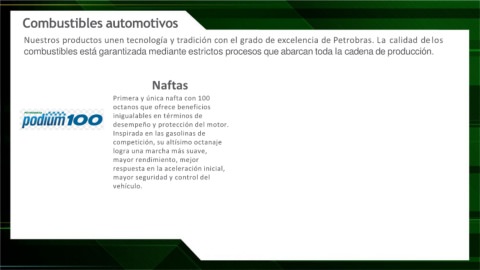 Combustibles automotivos
Nuestros productos unen tecnología y tradición con el grado de excelencia de Petrobras. La calidad de los
combustibles está garantizada mediante estrictos procesos que abarcan toda la cadena de producción.
Naftas
Primera y única nafta con 100
octanos que ofrece beneficios
inigualables en términos de
desempeño y protección del motor.
Inspirada en las gasolinas de
competición, su altísimo octanaje
logra una marcha más suave,
mayor rendimiento, mejor
respuesta en la aceleración inicial,
mayor seguridad y control del
vehículo.
podium100